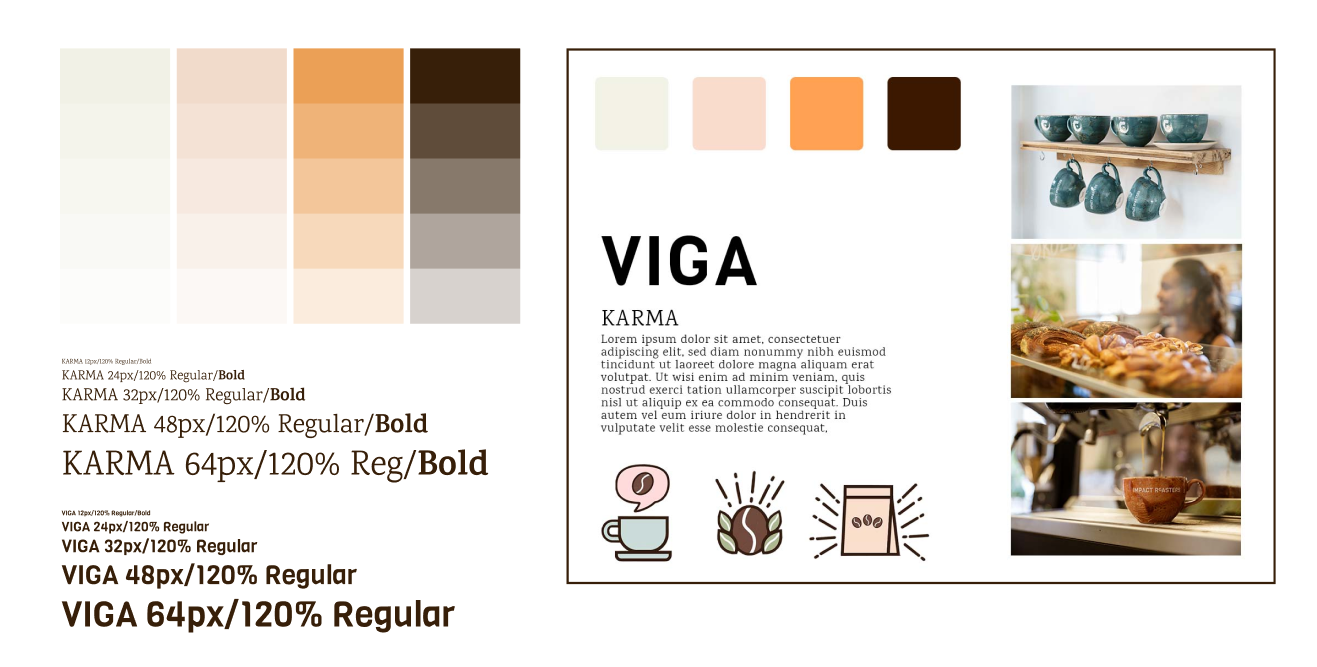 KARMA 12px/120% Regular/Bold
KARMA 24px/120% Regular/Bold
KARMA 32px/120% Regular/Bold
KARMA 48px/120% Regular/Bold
KARMA 64px/120% Reg/Bold
VIGA 12px/120% Regular/Bold
VIGA 24px/120% Regular
VIGA 32px/120% Regular
VIGA 48px/120% Regular
VIGA 64px/120% Regular
VIGA
KARMA
Lorem ipsum dolor sit amet, consectetuer
adipiscing elit, sed diam nonummy nibh euismod
tincidunt ut laoreet dolore magna aliquam erat
volutpat. Ut wisi enim ad minim veniam, quis
nostrud exerci tation ullamcorper suscipit lobortis
nisl ut aliquip ex ea commodo consequat. Duis
autem vel eum iriure dolor in hendrerit in
vulputate velit esse molestie consequat,
IMPACT ROASTERS